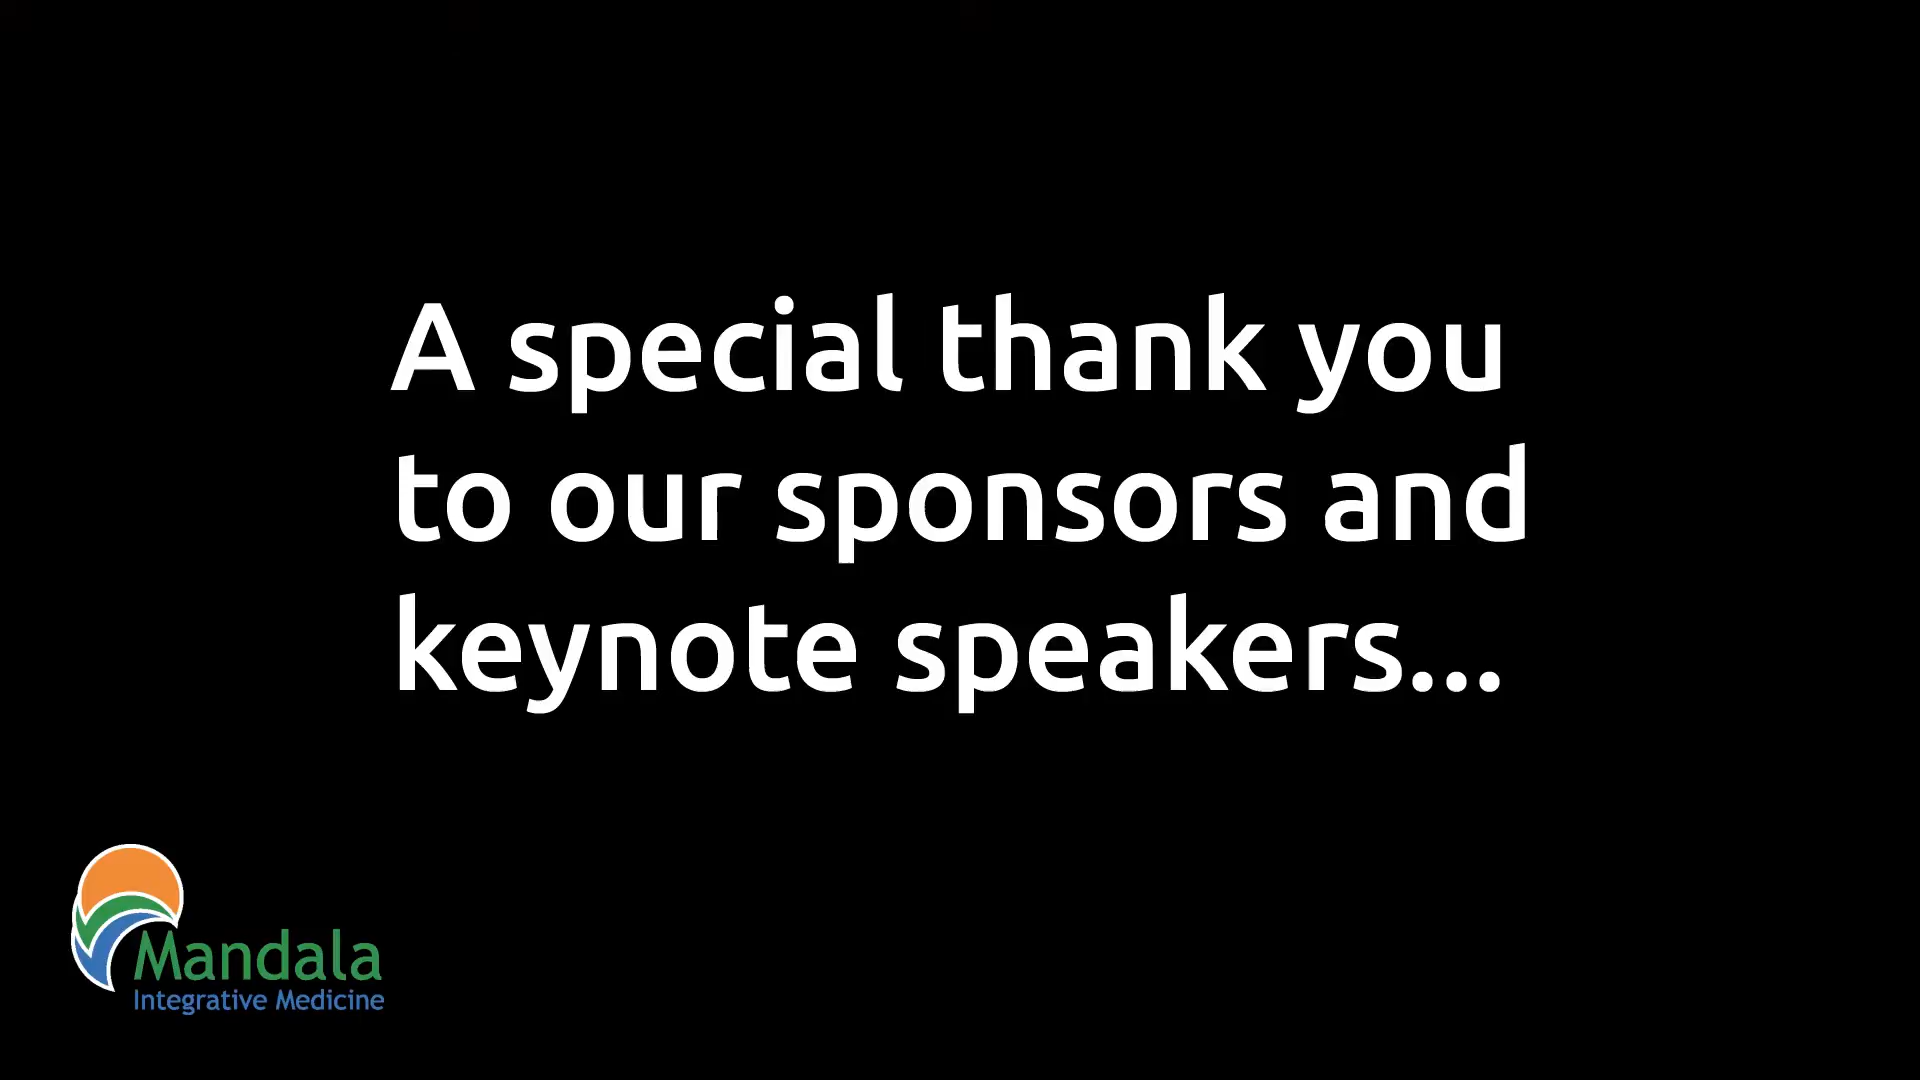 A special thank you
to our sponsors and
keynote speakers...
Mandala
Integrative Medicine